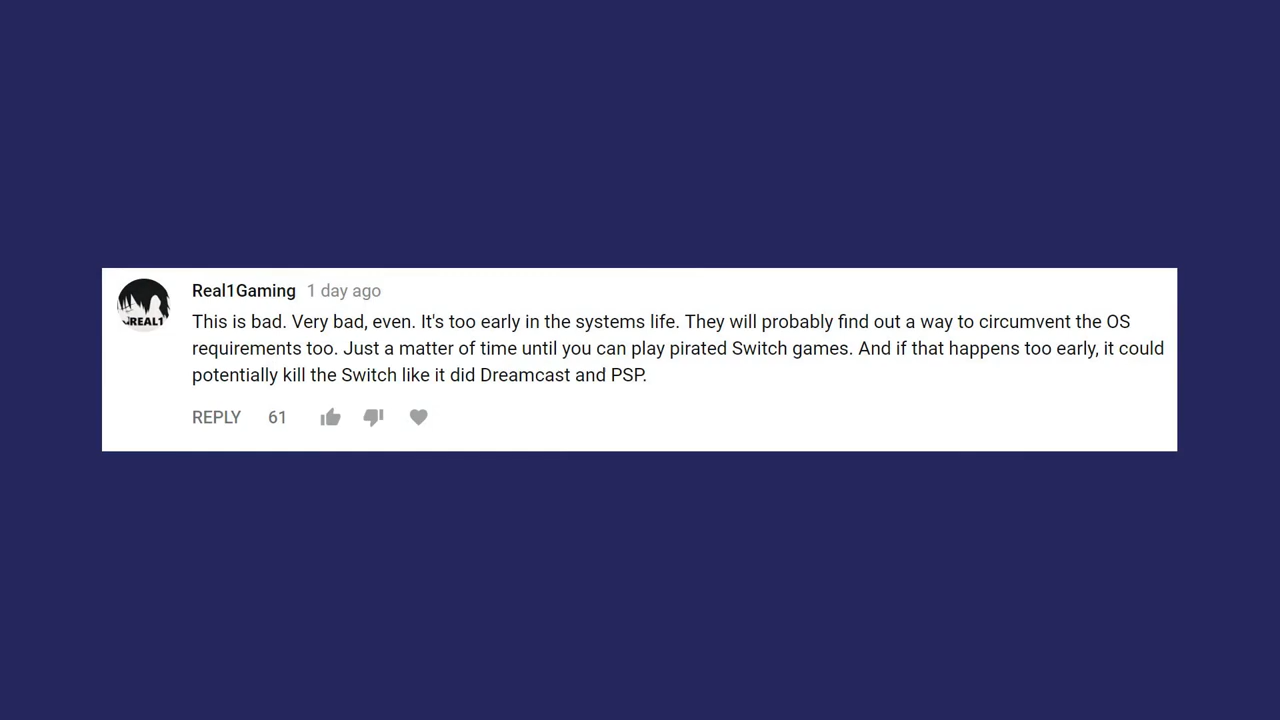 Real1Gaming 1 day ago
This is bad. Very bad, even. It's too early in the systems life. They will probably find out a way to circumvent the OS
requirements too. Just a matter of time until you can play pirated Switch games. And if that happens too early, it could
potentially kill the Switch like it did Dreamcast and PSP.
REPLY 61
REAL1